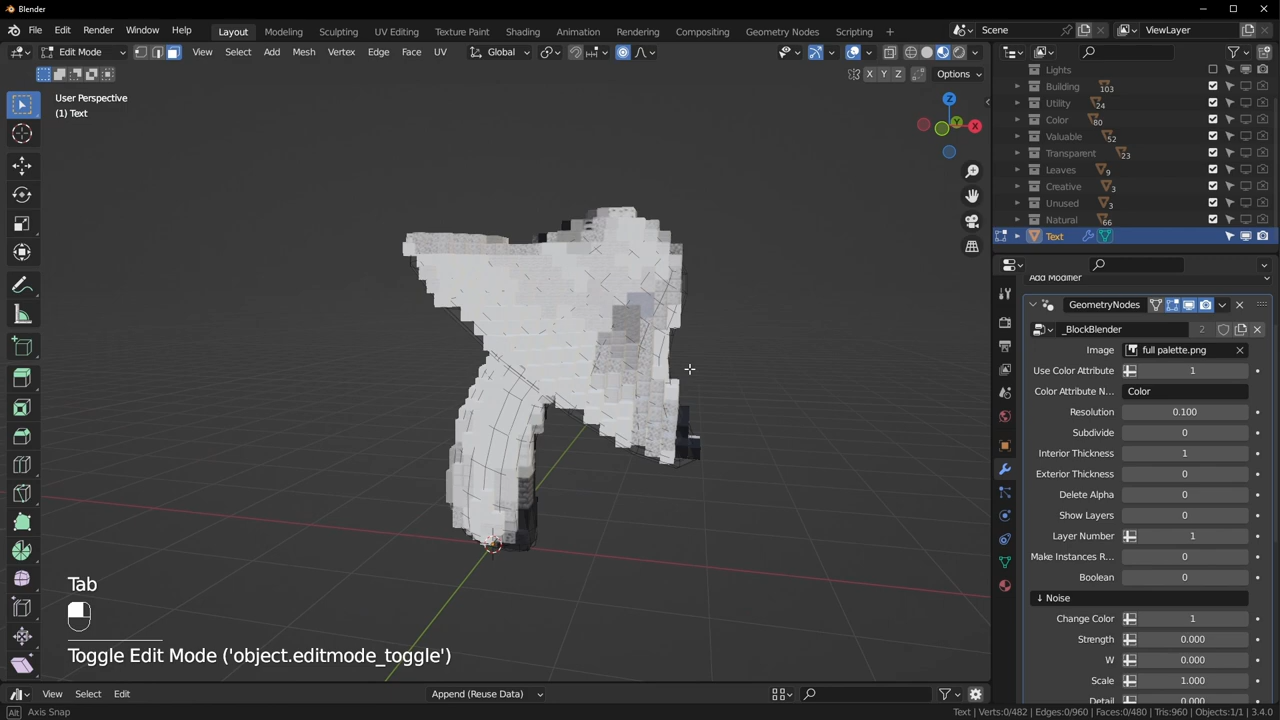 Blender
File Edit Render Window Help Layout Modeling Sculpting UV Editing Texture Paint Shading Animation Rendering Compositing Geometry Nodes Scripting Scene ViewLayer
Edit Mode View Select Add Mesh Vertex Edge Face UV Global
X Y Z Options
User Perspective
(1) Text
Z
Y X
Lights
Building 103
Utility 24
Color 80
Valuable 52
Transparent 23
Leaves 9
Creative 3
Unused 3
Natural 66
Text
Add Modifier
GeometryNodes
_BlockBlender 2
Image full palette.png
Use Color Attribute 1
Color Attribute N... Color
Resolution 0.100
Subdivide 0
Interior Thickness 1
Exterior Thickness 0
Delete Alpha 0
Show Layers 0
Layer Number 1
Make Instances R... 0
Boolean 0
↓ Noise
Change Color 1
Strength 0.000
W 0.000
Scale 1.000
Detail 0.000
Tab
Toggle Edit Mode ('object.editmode_toggle')
View Select Edit Append (Reuse Data)
Alt Axis Snap Text | Verts:0/482 | Edges:0/960 | Faces:0/480 | Tris:960 | Objects:1/1 | 3.4.0